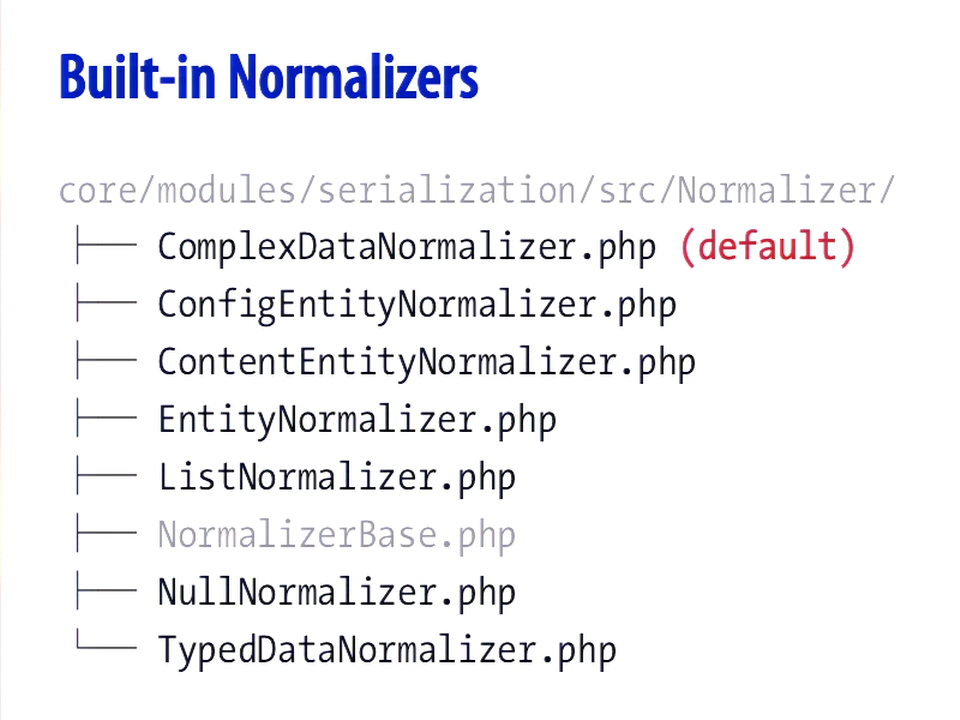 Built-in Normalizers
core/modules/serialization/src/Normalizer/
├── ComplexDataNormalizer.php (default)
├── ConfigEntityNormalizer.php
├── ContentEntityNormalizer.php
├── EntityNormalizer.php
├── ListNormalizer.php
├── NormalizerBase.php
├── NullNormalizer.php
└── TypedDataNormalizer.php